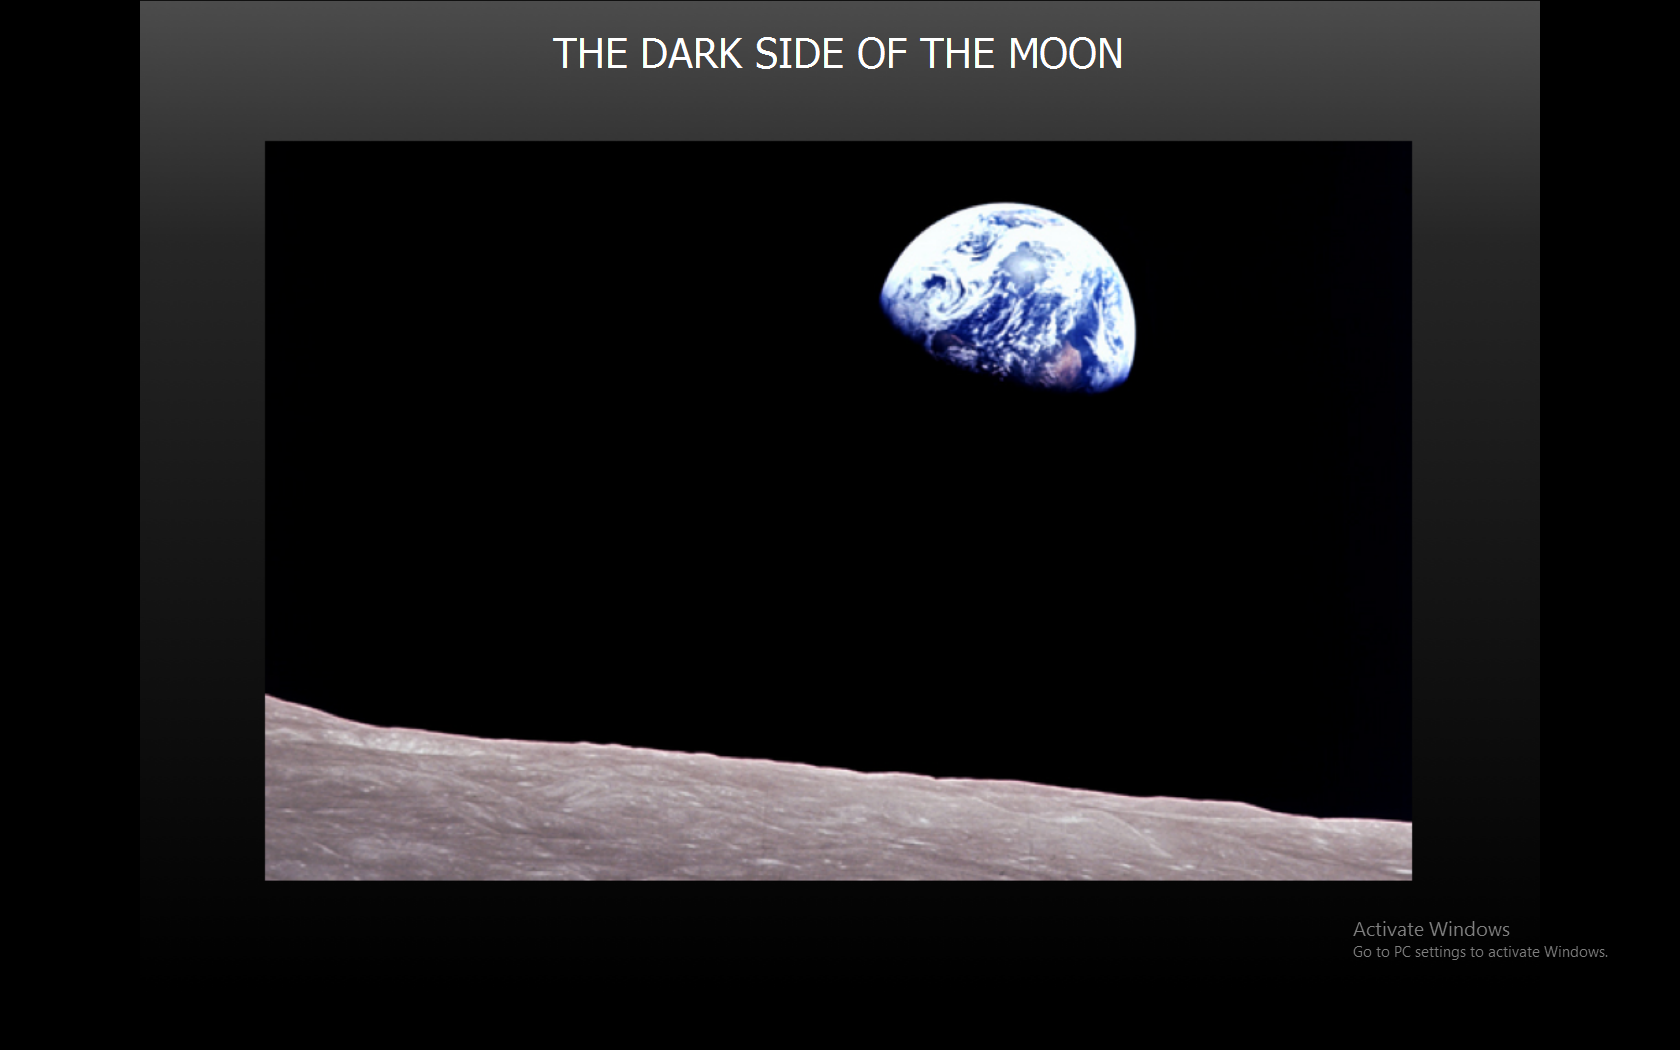 THE DARK SIDE OF THE MOON
Activate Windows
Go to PC settings to activate Windows.